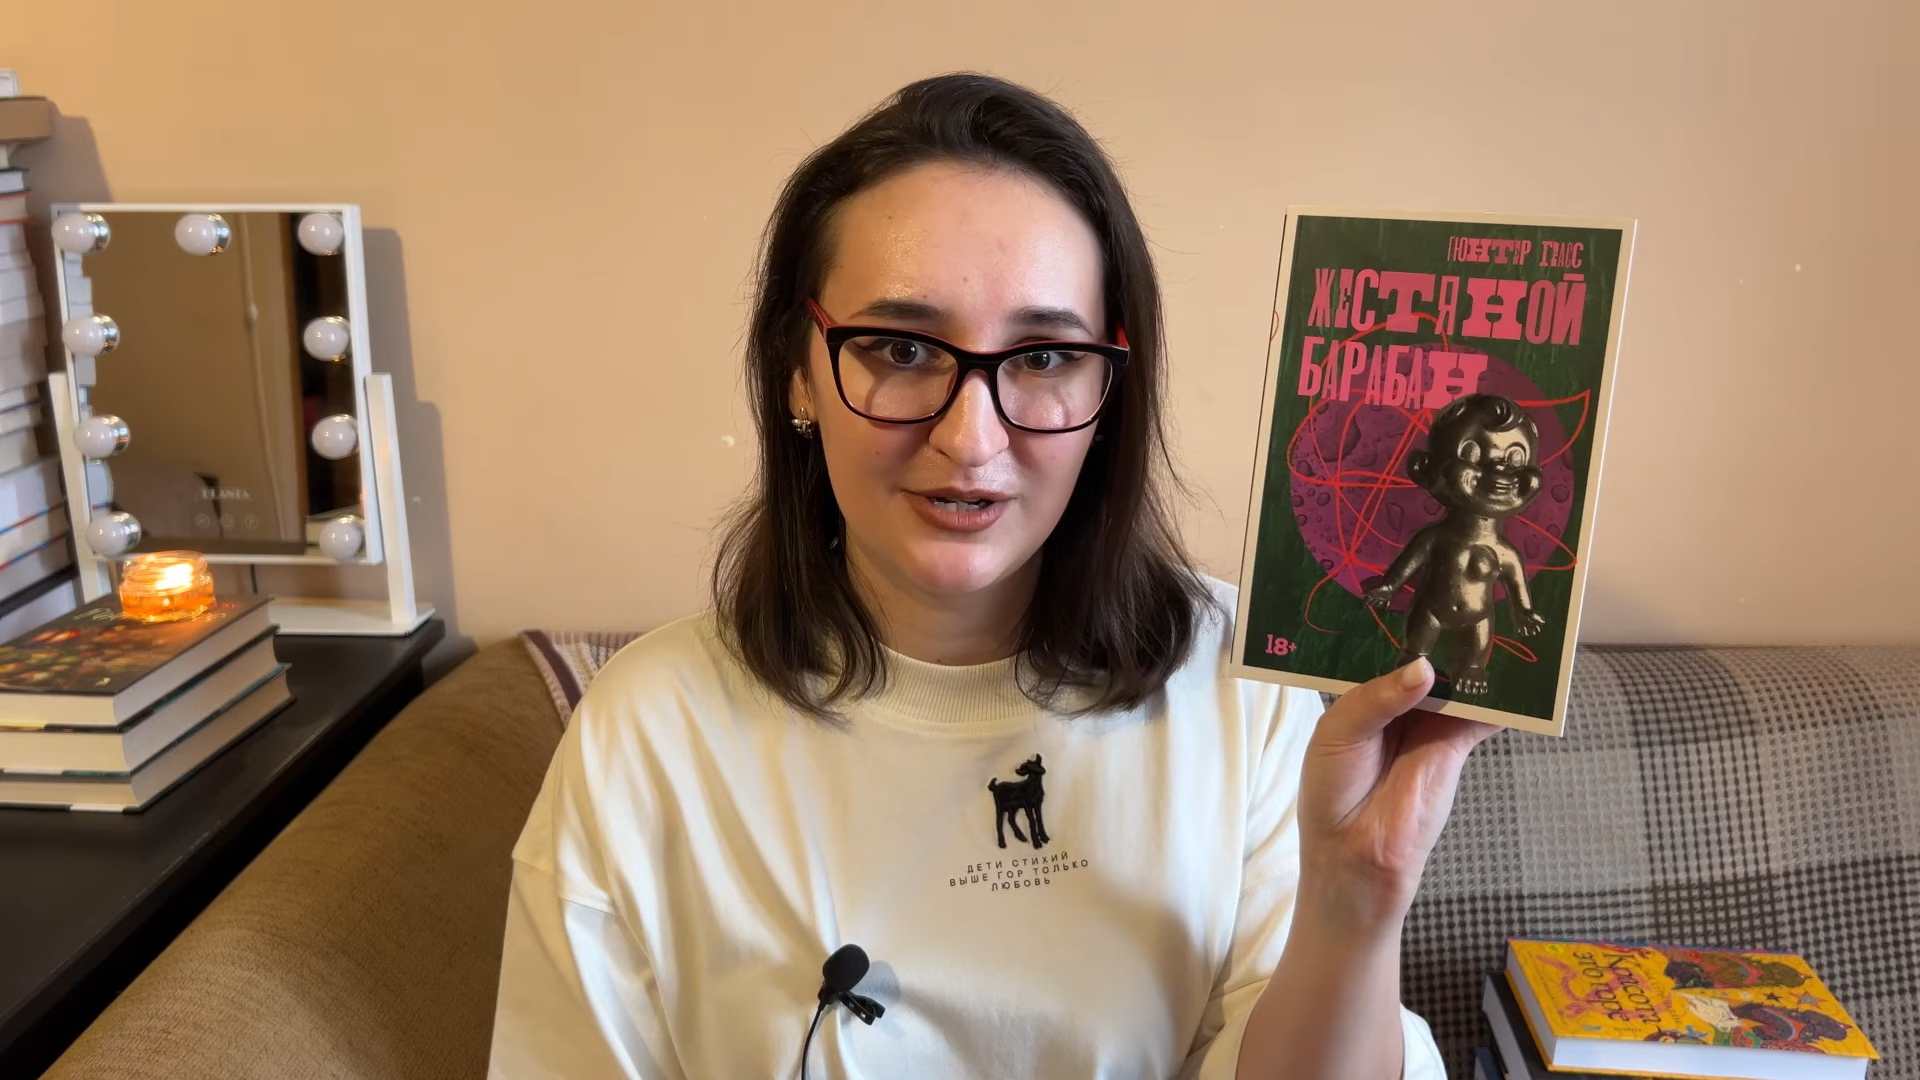 ГЮНТЕР ГРАСС
ЖЕСТЯНОЙ
БАРАБАН
18+
ДЕТИ СТИХИЙ
ВЫШЕ ГОР ТОЛЬКО
ЛЮБОВЬ